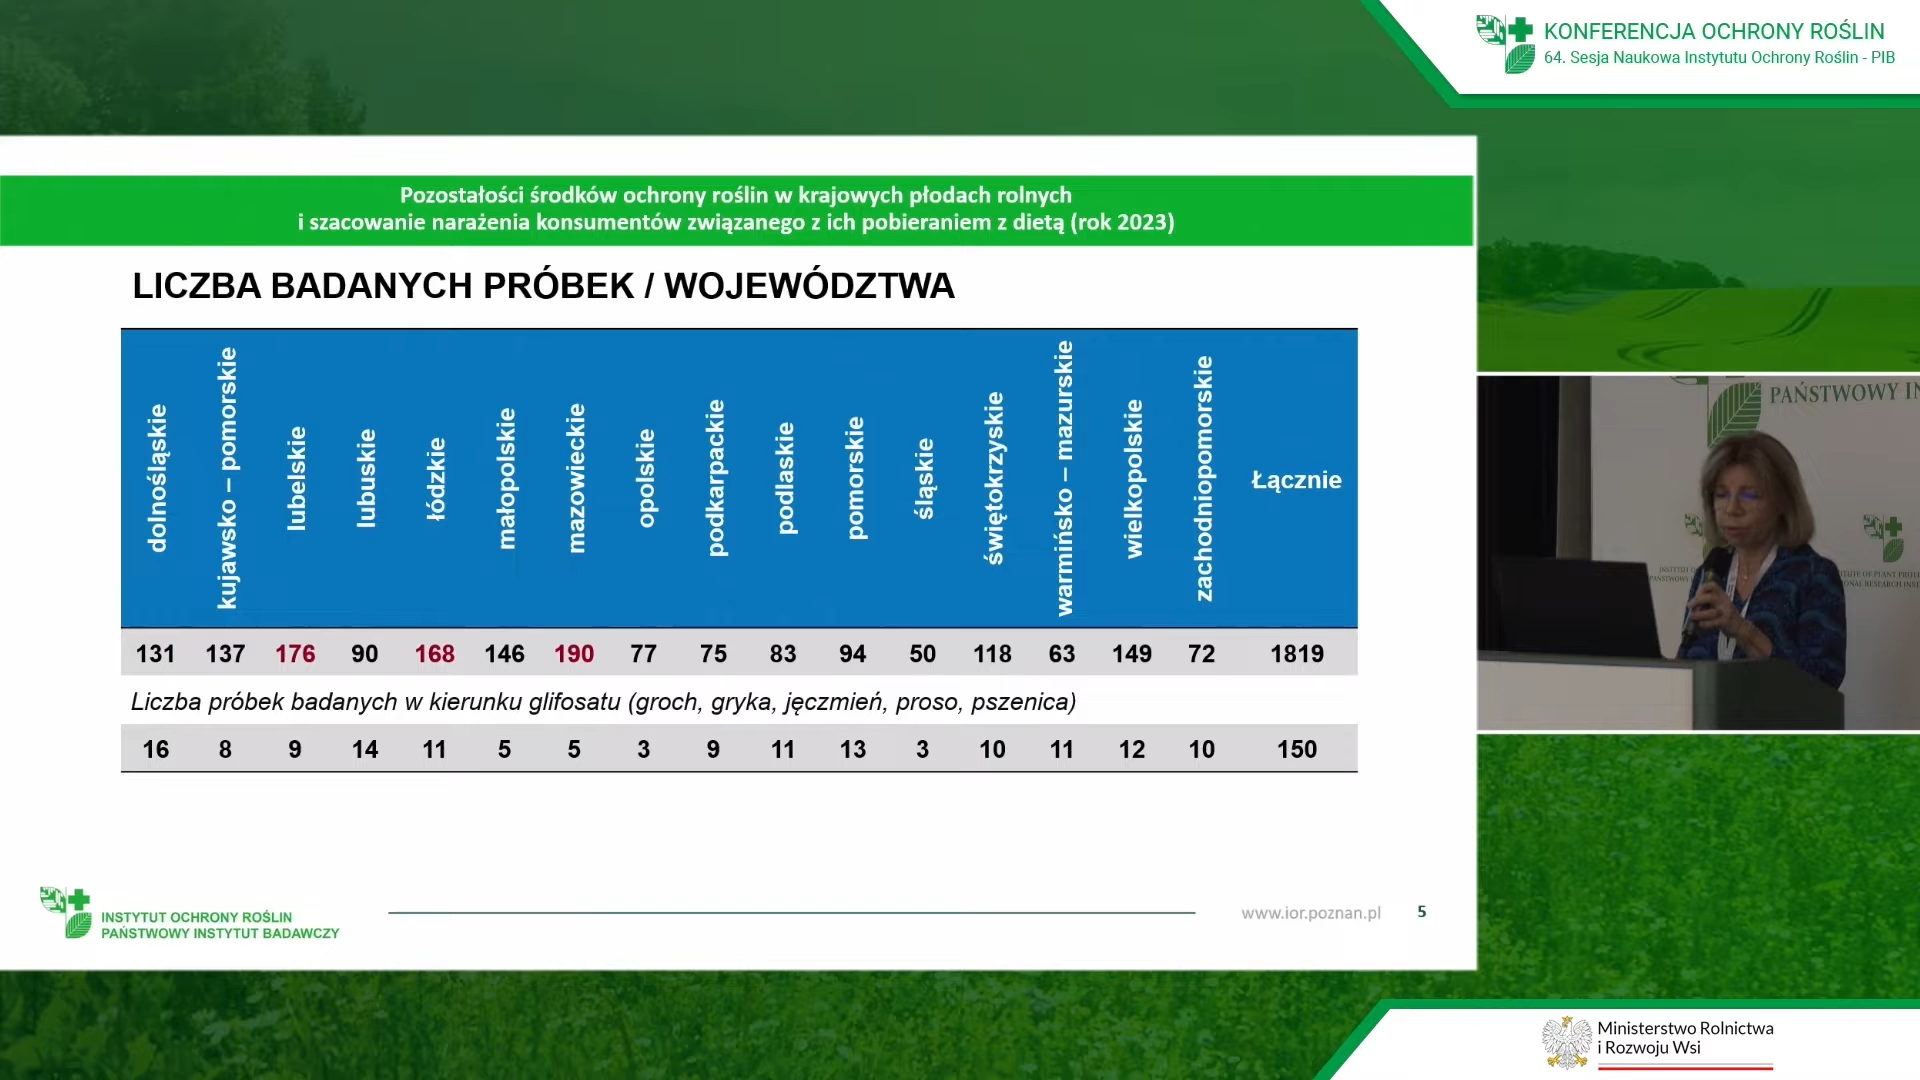 KONFERENCJA OCHRONY ROŚLIN
64. Sesja Naukowa Instytutu Ochrony Roślin - PIB
Pozostałości środków ochrony roślin w krajowych płodach rolnych
i szacowanie narażenia konsumentów związanego z ich pobieraniem z dietą (rok 2023)
LICZBA BADANYCH PRÓBEK / WOJEWÓDZTWA
dolnośląskie kujawsko – pomorskie lubelskie lubuskie łódzkie małopolskie mazowieckie opolskie podkarpackie podlaskie pomorskie śląskie świętokrzyskie warmińsko – mazurskie wielkopolskie zachodniopomorskie Łącznie
131 137 176 90 168 146 190 77 75 83 94 50 118 63 149 72 1819
Liczba próbek badanych w kierunku glifosatu (groch, gryka, jęczmień, proso, pszenica)
16 8 9 14 11 5 5 3 9 11 13 3 10 11 12 10 150
INSTYTUT OCHRONY ROŚLIN
PAŃSTWOWY INSTYTUT BADAWCZY
www.ior.poznan.pl 5
PAŃSTWOWY
Ministerstwo Rolnictwa
i Rozwoju Wsi